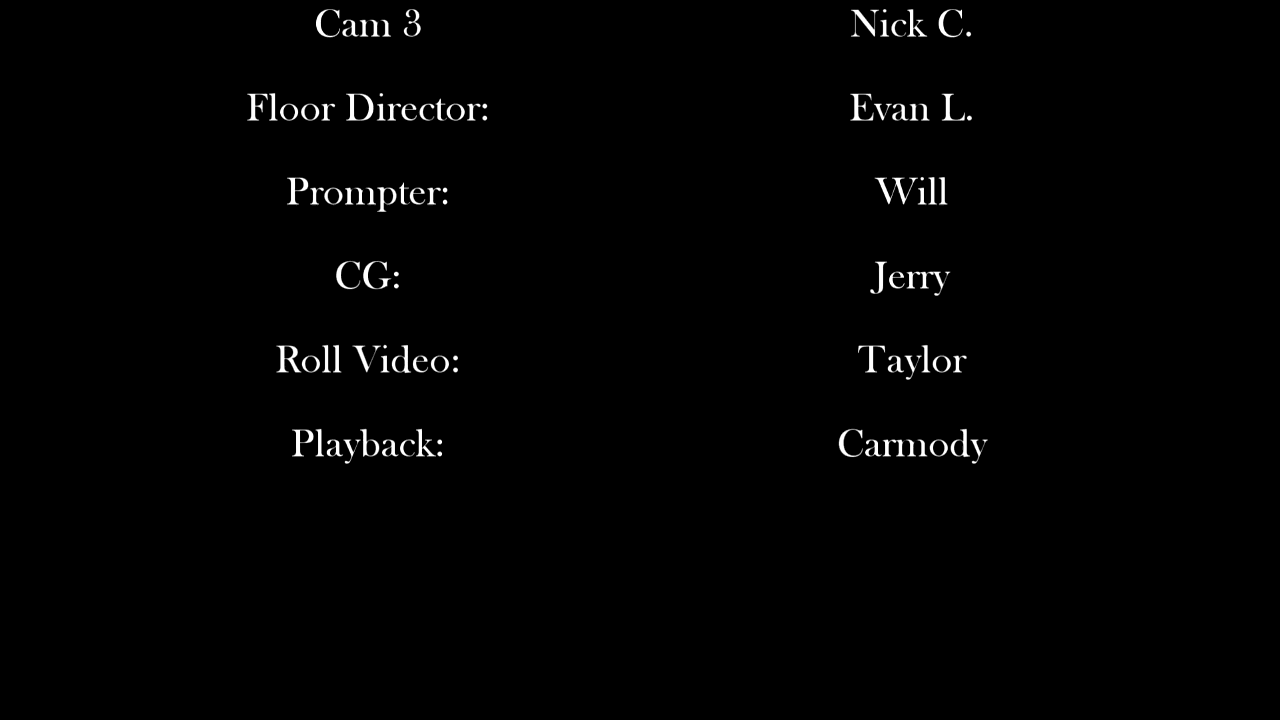 Cam 3 Nick C.
Floor Director: Evan L.
Prompter: Will
CG: Jerry
Roll Video: Taylor
Playback: Carmody